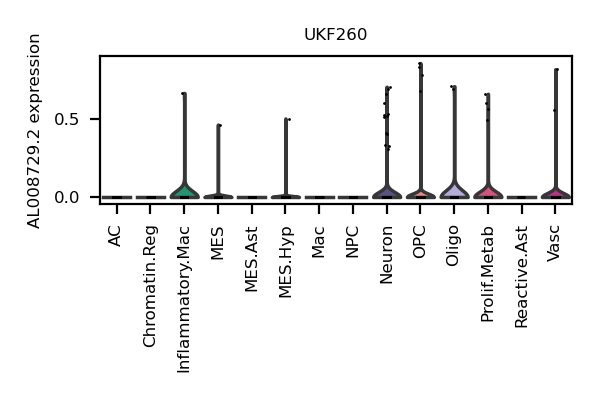 UKF260
AL008729.2 expression
0.5
0.0
AC
Chromatin.Reg
Inflammatory.Mac
MES
MES.Ast
MES.Hyp
Mac
NPC
Neuron
OPC
Oligo
Prolif.Metab
Reactive.Ast
Vasc